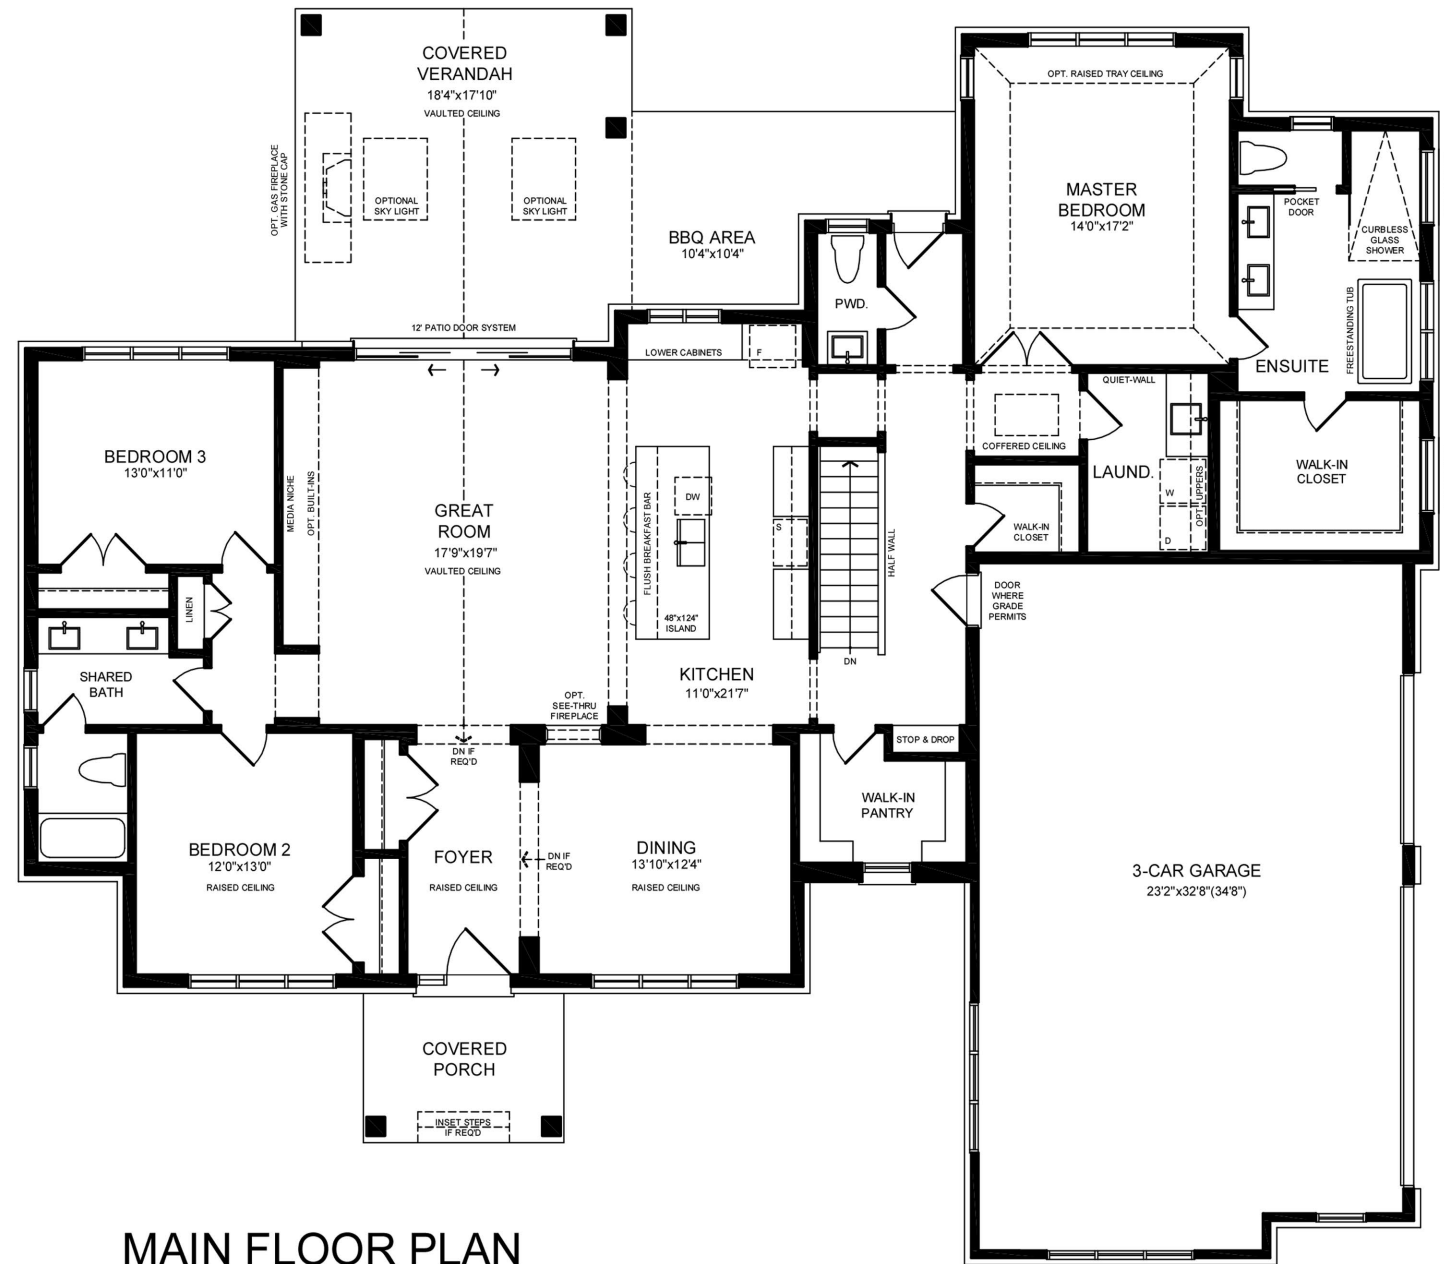 COVERED
VERANDAH
18'4"x17'10"
VAULTED CEILING
OPT. GAS FIREPLACE
WITH STONE CAP
OPTIONAL
SKY LIGHT
OPTIONAL
SKY LIGHT
12' PATIO DOOR SYSTEM
BBQ AREA
10'4"x10'4"
OPT. RAISED TRAY CEILING
MASTER
BEDROOM
14'0"x17'2"
POCKET
DOOR
CURBLESS
GLASS
SHOWER
FREESTANDING TUB
ENSUITE
PWD.
LOWER CABINETS
F
QUIET-WALL
COFFERED CEILING
LAUND.
W
D
OPT. UPPERS
WALK-IN
CLOSET
WALK-IN
CLOSET
BEDROOM 3
13'0"x11'0"
MEDIA NICHE
OPT. BUILT-INS
GREAT
ROOM
17'9"x19'7"
VAULTED CEILING
FLUSH BREAKFAST BAR
DW
S
48"x124"
ISLAND
KITCHEN
11'0"x21'7"
HALF WALL
DN
DOOR
WHERE
GRADE
PERMITS
LINEN
SHARED
BATH
OPT.
SEE-THRU
FIREPLACE
DN IF
REQ'D
STOP & DROP
WALK-IN
PANTRY
BEDROOM 2
12'0"x13'0"
RAISED CEILING
FOYER
RAISED CEILING
DN IF
REQ'D
DINING
13'10"x12'4"
RAISED CEILING
3-CAR GARAGE
23'2"x32'8"(34'8")
COVERED
PORCH
INSET STEPS
IF REQ'D
MAIN FLOOR PLAN